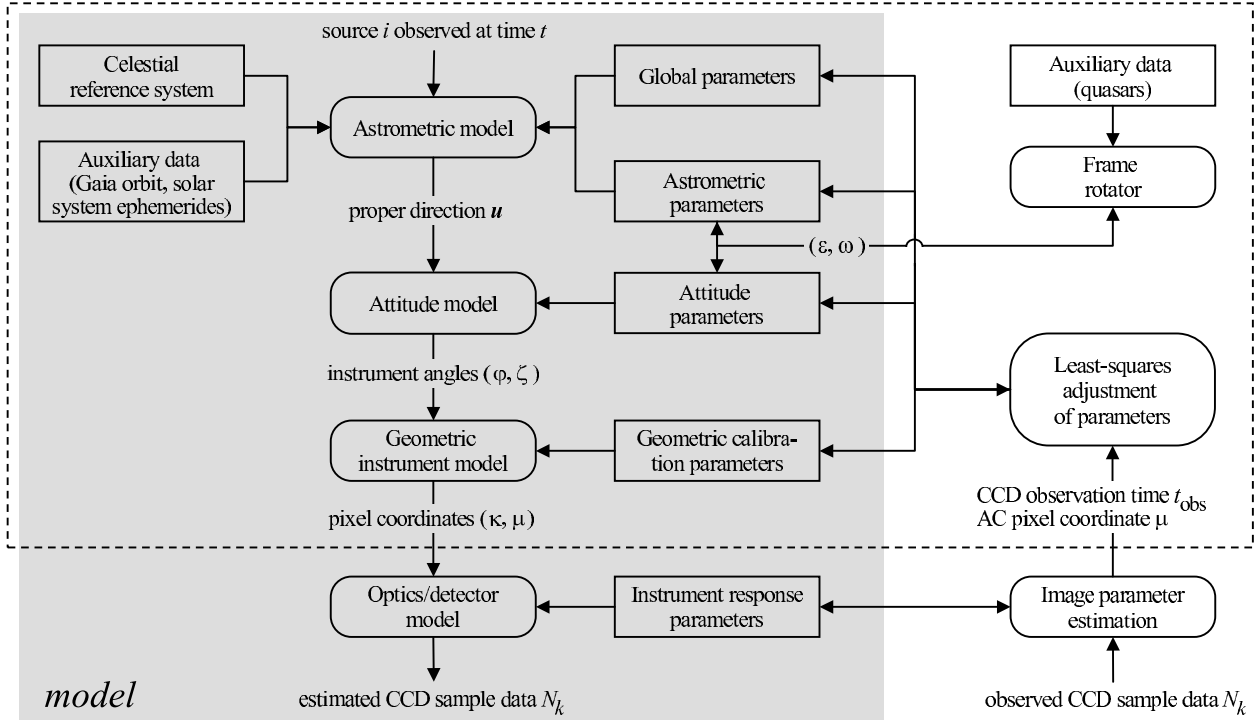 source i observed at time t
Celestial
reference system
Global parameters
Auxiliary data
(quasars)
Astrometric model
Auxiliary data
(Gaia orbit, solar
system ephemerides)
Astrometric
parameters
Frame
rotator
proper direction u
(ε, ω)
Attitude model
Attitude
parameters
instrument angles (φ, ζ )
Least-squares
adjustment
of parameters
Geometric
instrument model
Geometric calibra-
tion parameters
pixel coordinates (κ, μ)
CCD observation time tobs
AC pixel coordinate μ
Optics/detector
model
Instrument response
parameters
Image parameter
estimation
model
estimated CCD sample data Nk
observed CCD sample data Nk